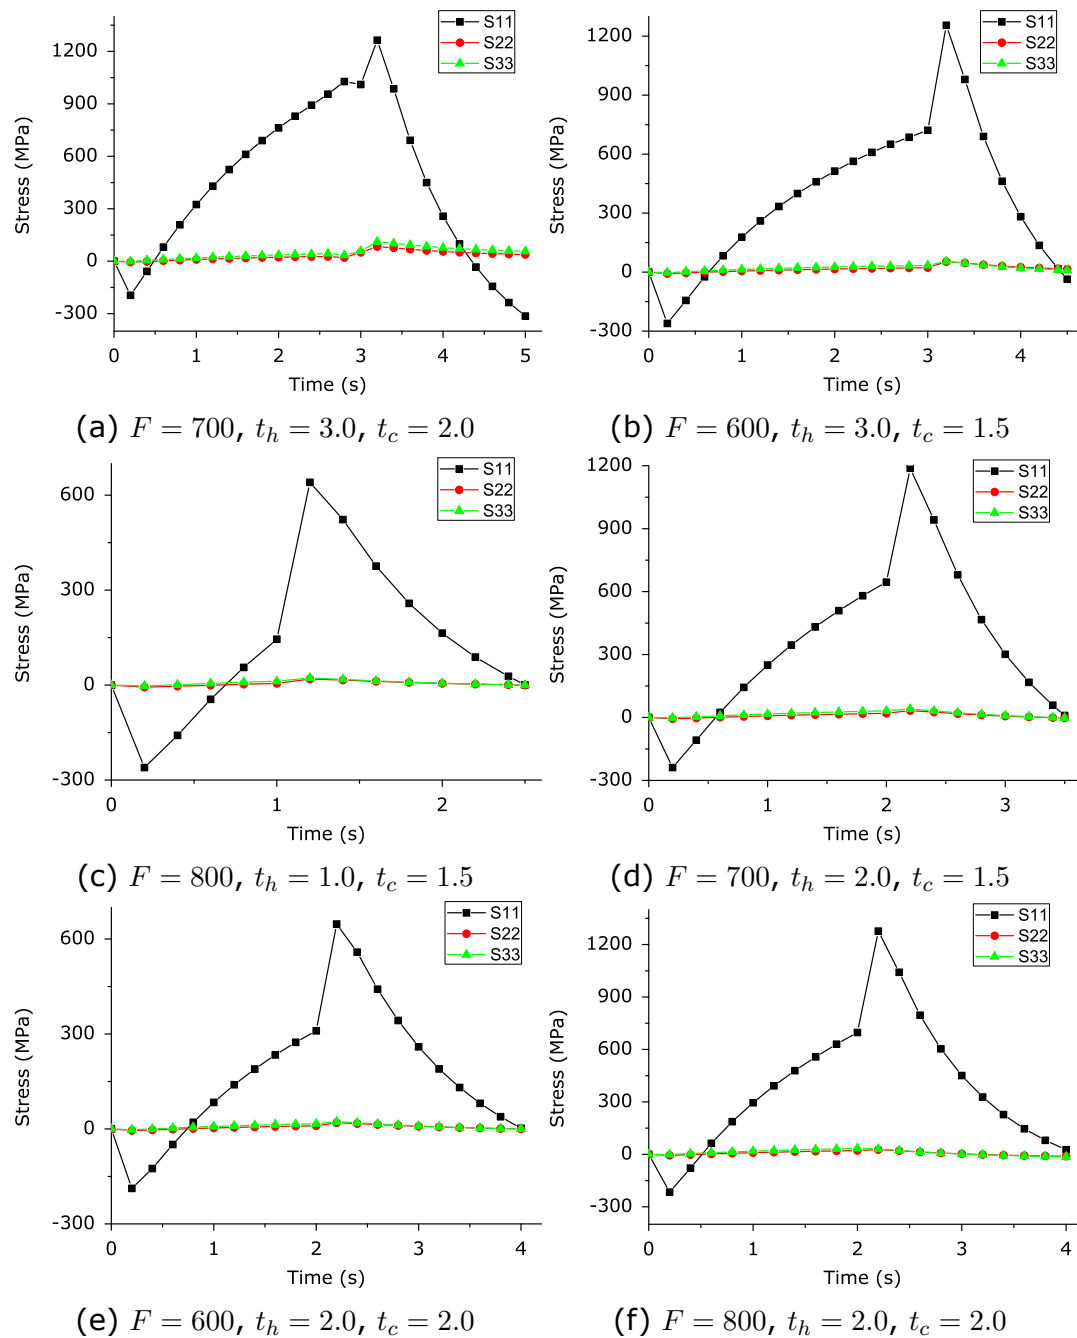 1200
900
600
300
0
-300
Stress (MPa)
S11
S22
S33
0 1 2 3 4 5
Time (s)
(a) F = 700, t_h = 3.0, t_c = 2.0
1200
900
600
300
0
-300
Stress (MPa)
S11
S22
S33
0 1 2 3 4
Time (s)
(b) F = 600, t_h = 3.0, t_c = 1.5
600
300
0
-300
Stress (MPa)
S11
S22
S33
0 1 2
Time (s)
(c) F = 800, t_h = 1.0, t_c = 1.5
1200
900
600
300
0
-300
Stress (MPa)
S11
S22
S33
0 1 2 3
Time (s)
(d) F = 700, t_h = 2.0, t_c = 1.5
600
300
0
-300
Stress (MPa)
S11
S22
S33
0 1 2 3 4
Time (s)
(e) F = 600, t_h = 2.0, t_c = 2.0
1200
900
600
300
0
-300
Stress (MPa)
S11
S22
S33
0 1 2 3 4
Time (s)
(f) F = 800, t_h = 2.0, t_c = 2.0